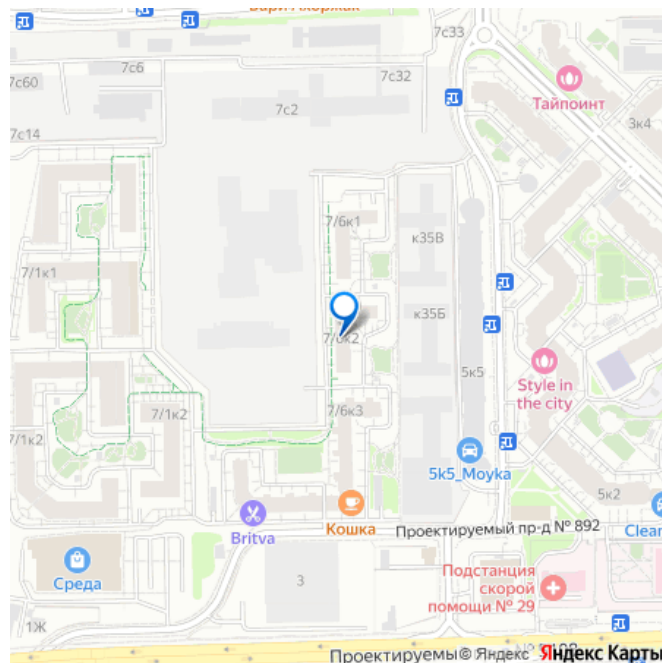 7с33
7с6
7с60
7с32
7с2
Тайпоинт
3к4
7с14
7/6к1
к35В
7/1к1
к35Б
7/6к2
5к5
Style in
the city
7/1к2
7/6к3
7/1к2
5k5_Moyka
5к2
Britva
Кошка
Проектируемый пр-д № 892
Clean
Среда
3
Подстанция
скорой
помощи № 29
1Ж
Проектируемы
© Яндекс
Яндекс Карты